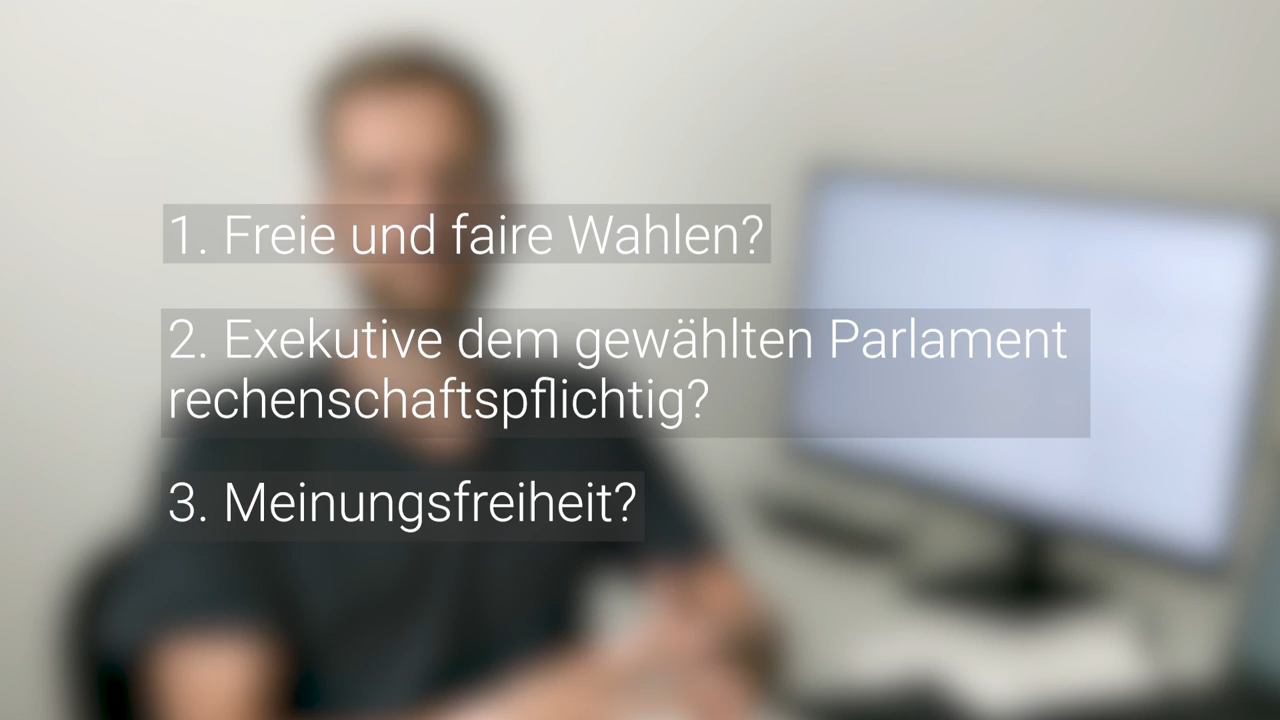 1. Freie und faire Wahlen?
2. Exekutive dem gewählten Parlament
rechenschaftspflichtig?
3. Meinungsfreiheit?